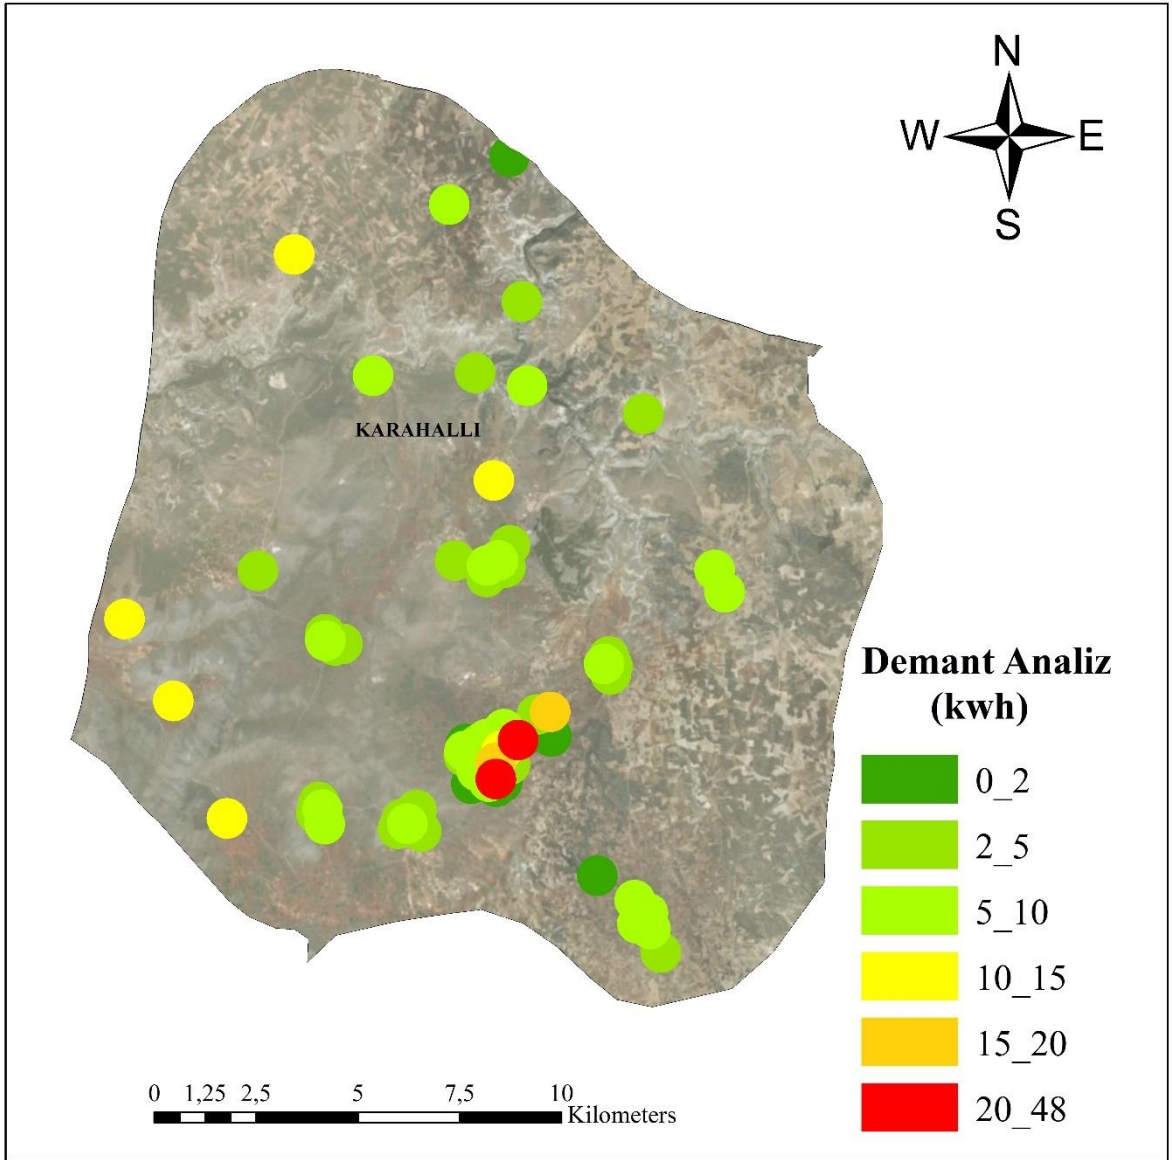 N
W E
S
KARAHALLI
Demant Analiz
(kwh)
0_2
2_5
5_10
10_15
15_20
20_48
0 1,25 2,5 5 7,5 10
Kilometers